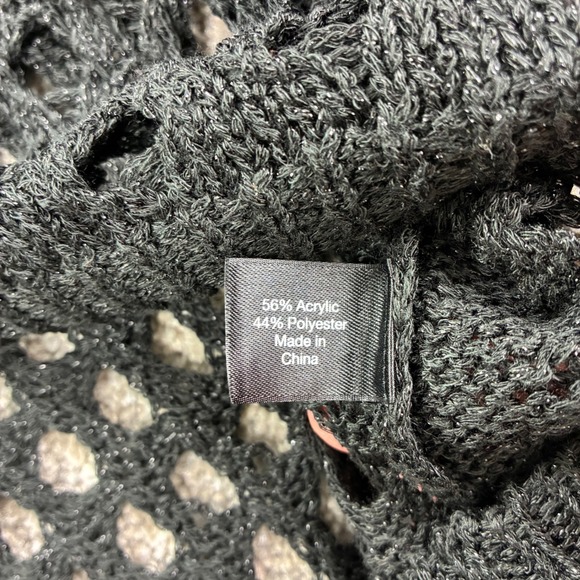 56% Acrylic
44% Polyester
Made in
China